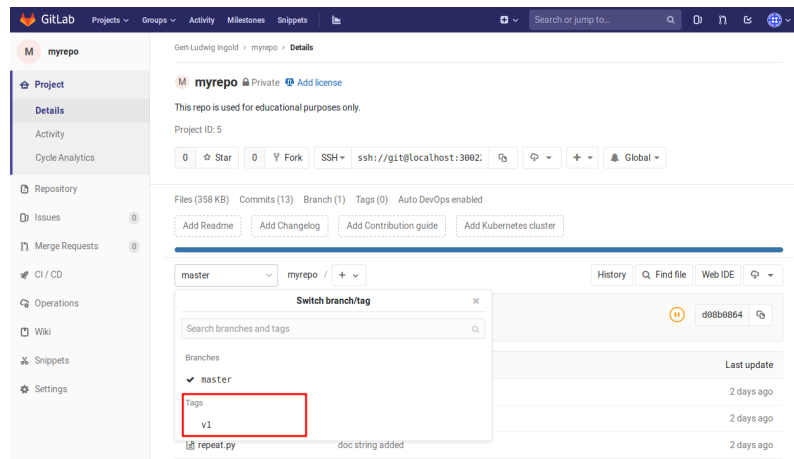 GitLab Projects Groups Activity Milestones Snippets Search or jump to...
M myrepo
Gert-Ludwig Ingold › myrepo › Details
Project
Details
Activity
Cycle Analytics
Repository
Issues 0
Merge Requests 0
CI / CD
Operations
Wiki
Snippets
Settings
M myrepo Private Add license
This repo is used for educational purposes only.
Project ID: 5
0 Star 0 Fork SSH ssh://git@localhost:3002 Global
Files (358 KB) Commits (13) Branch (1) Tags (0) Auto DevOps enabled
Add Readme Add Changelog Add Contribution guide Add Kubernetes cluster
master myrepo / + History Find file Web IDE
Switch branch/tag
Search branches and tags
d08b0864
Branches
master
Last update
Tags
2 days ago
v1
2 days ago
repeat.py doc string added 2 days ago